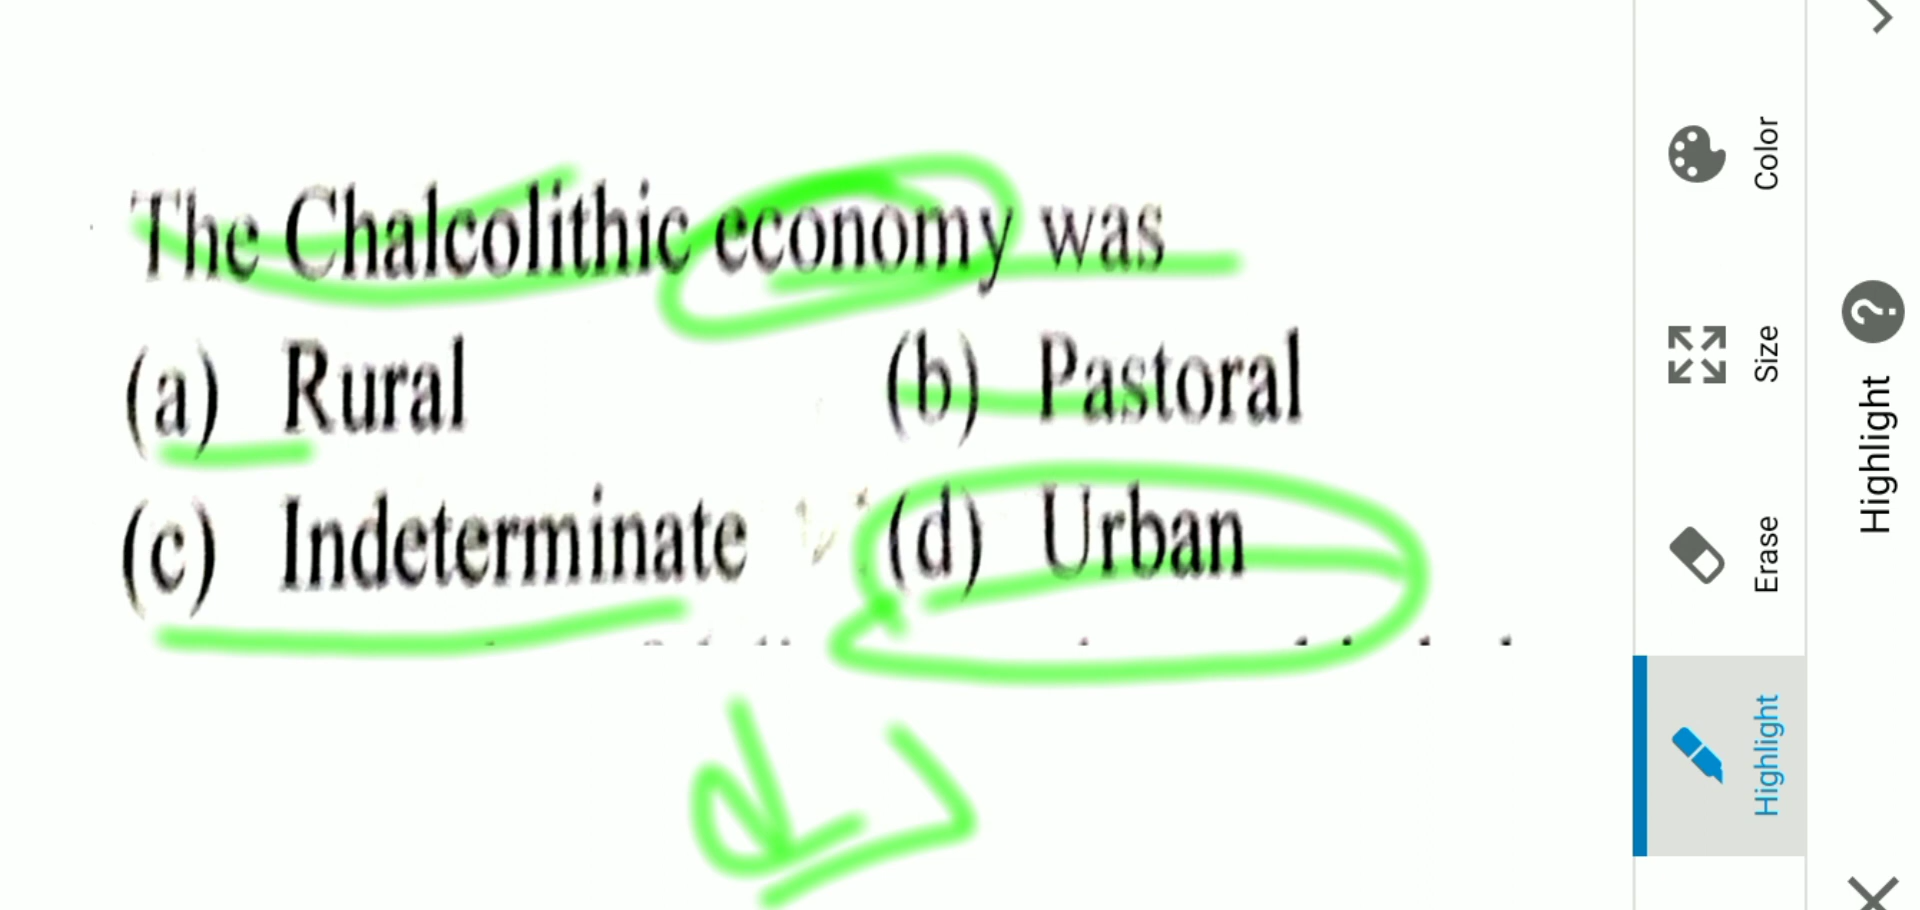 The Chalcolithic economy was
(a) Rural (b) Pastoral
(c) Indeterminate (d) Urban
d
Color
Size
Erase
Highlight
Highlight